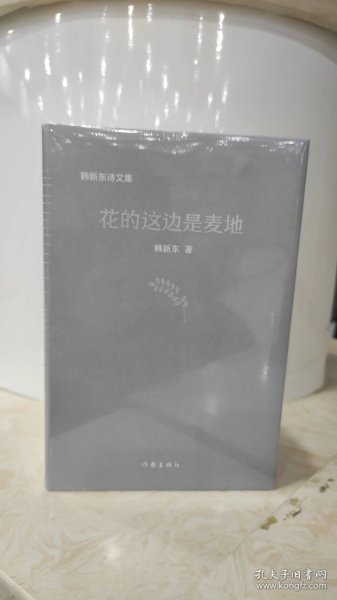 韩新东诗文集
花的这边是麦地
韩新东 著
作家出版社
孔夫子旧书网